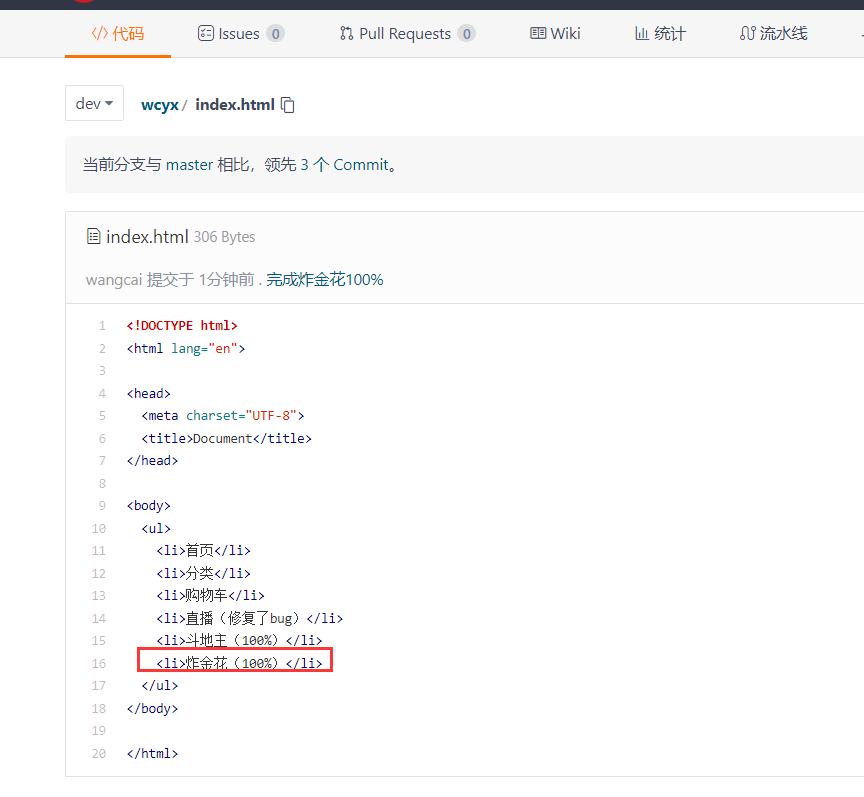 代码 Issues 0 Pull Requests 0 Wiki 统计 流水线
dev wcyx / index.html
当前分支与 master 相比，领先 3 个 Commit。
index.html 306 Bytes
wangcai 提交于 1分钟前 . 完成炸金花100%
1 <!DOCTYPE html>
2 <html lang="en">
3
4 <head>
5 <meta charset="UTF-8">
6 <title>Document</title>
7 </head>
8
9 <body>
10 <ul>
11 <li>首页</li>
12 <li>分类</li>
13 <li>购物车</li>
14 <li>直播（修复了bug）</li>
15 <li>斗地主（100%）</li>
16 <li>炸金花（100%）</li>
17 </ul>
18 </body>
19
20 </html>